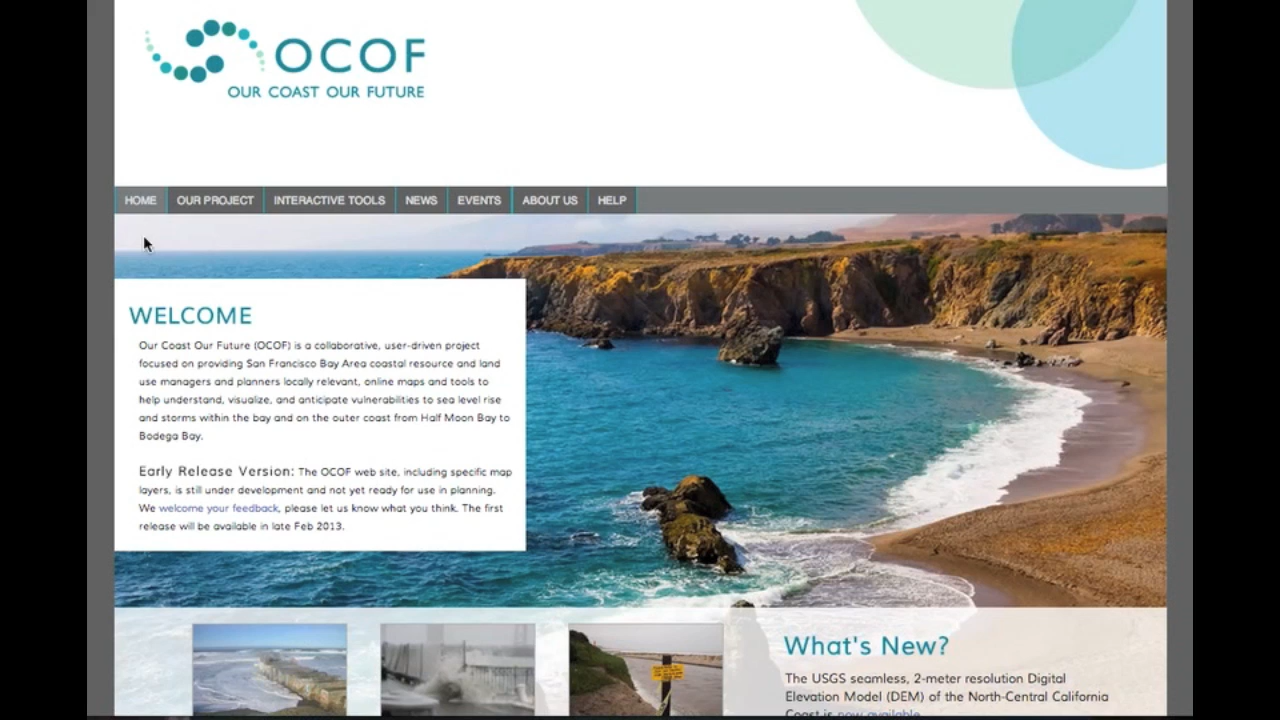 OCOF
OUR COAST OUR FUTURE
HOME OUR PROJECT INTERACTIVE TOOLS NEWS EVENTS ABOUT US HELP
WELCOME
Our Coast Our Future (OCOF) is a collaborative, user-driven project
focused on providing San Francisco Bay Area coastal resource and land
use managers and planners locally relevant, online maps and tools to
help understand, visualize, and anticipate vulnerabilities to sea level rise
and storms within the bay and on the outer coast from Half Moon Bay to
Bodega Bay.
Early Release Version: The OCOF web site, including specific map
layers, is still under development and not yet ready for use in planning.
We welcome your feedback, please let us know what you think. The first
release will be available in late Feb 2013.
What's New?
The USGS seamless, 2-meter resolution Digital
Elevation Model (DEM) of the North-Central California
Coast is now available